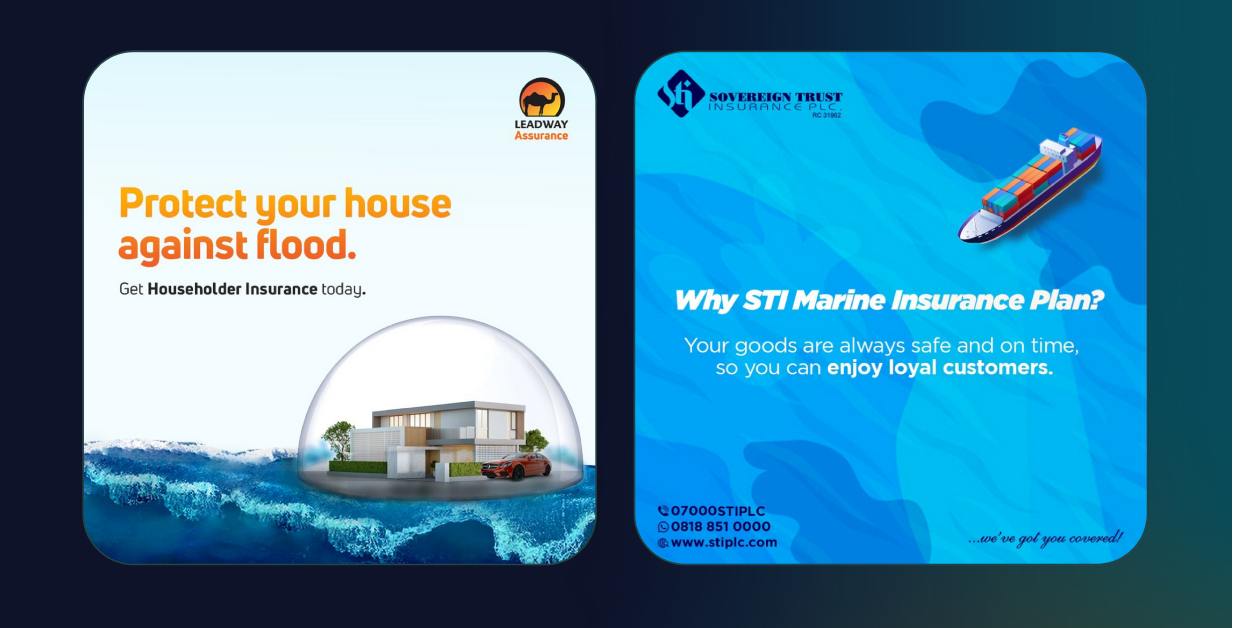 LEADWAY
Assurance
Protect your house
against flood.
Get Householder Insurance today.
STI
SOVEREIGN TRUST
INSURANCE PLC.
RC 31962
Why STI Marine Insurance Plan?
Your goods are always safe and on time,
so you can enjoy loyal customers.
07000STIPLC
0818 851 0000
www.stiplc.com
...we've got you covered!